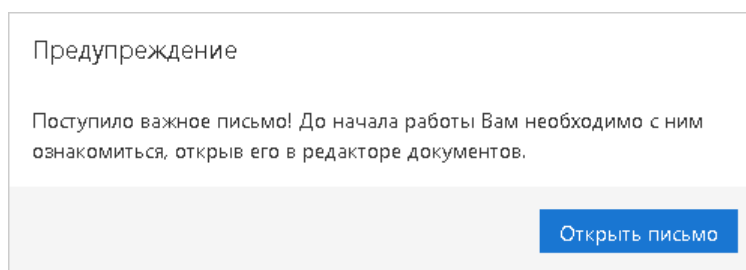 Предупреждение
Поступило важное письмо! До начала работы Вам необходимо с ним
ознакомиться, открыв его в редакторе документов.
Открыть письмо